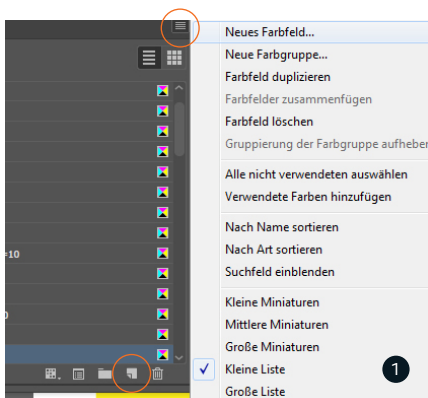 Neues Farbfeld...
Neue Farbgruppe...
Farbfeld duplizieren
Farbfelder zusammenfügen
Farbfeld löschen
Gruppierung der Farbgruppe aufheben
Alle nicht verwendeten auswählen
Verwendete Farben hinzufügen
Nach Name sortieren
Nach Art sortieren
=10
Suchfeld einblenden
Kleine Miniaturen
Mittlere Miniaturen
Große Miniaturen
Kleine Liste
1
Große Liste